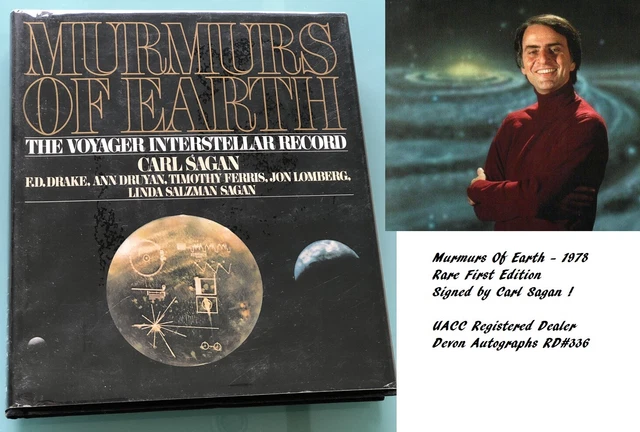 MURMURS
OF EARTH
THE VOYAGER INTERSTELLAR RECORD
CARL SAGAN
F.D. DRAKE, ANN DRUYAN, TIMOTHY FERRIS, JON LOMBERG,
LINDA SALZMAN SAGAN
Murmurs Of Earth - 1978
Rare First Edition
Signed by Carl Sagan !
UACC Registered Dealer
Devon Autographs RD#336